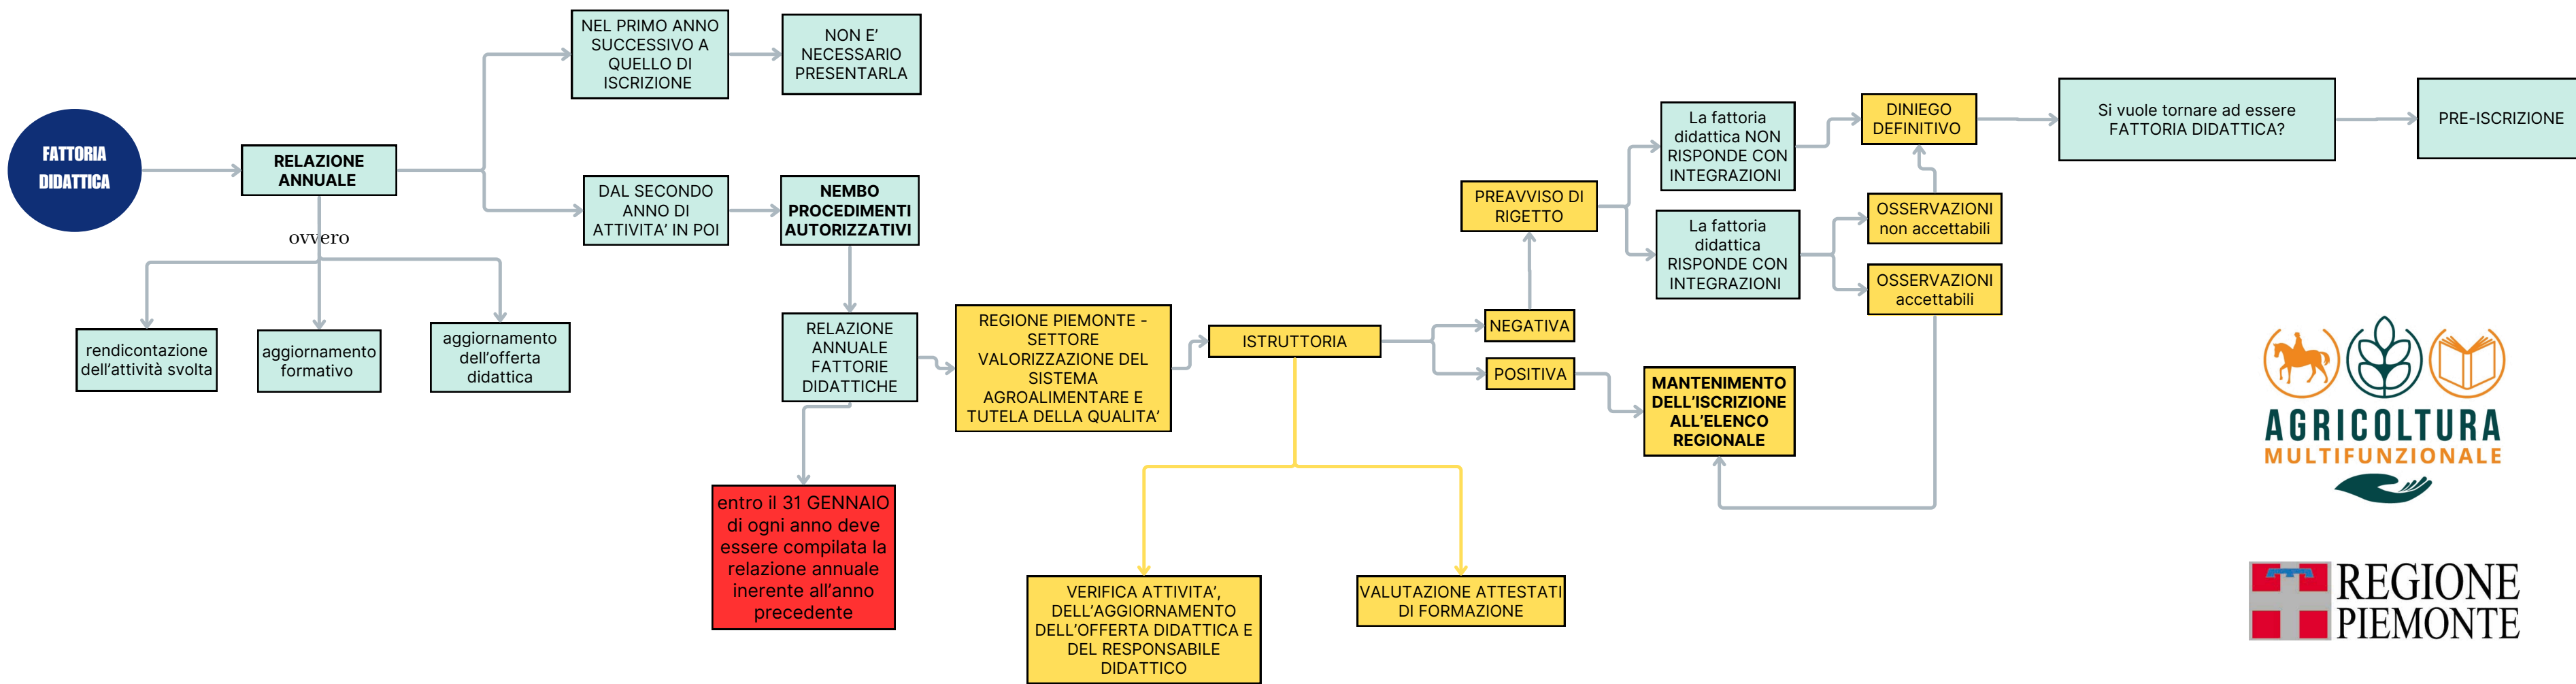 FATTORIA
DIDATTICA
RELAZIONE
ANNUALE
ovvero
rendicontazione
dell’attività svolta
aggiornamento
formativo
aggiornamento
dell’offerta
didattica
NEL PRIMO ANNO
SUCCESSIVO A
QUELLO DI
ISCRIZIONE
NON E’
NECESSARIO
PRESENTARLA
DAL SECONDO
ANNO DI
ATTIVITA’ IN POI
NEMBO
PROCEDIMENTI
AUTORIZZATIVI
RELAZIONE
ANNUALE
FATTORIE
DIDATTICHE
entro il 31 GENNAIO
di ogni anno deve
essere compilata la
relazione annuale
inerente all’anno
precedente
REGIONE PIEMONTE -
SETTORE
VALORIZZAZIONE DEL
SISTEMA
AGROALIMENTARE E
TUTELA DELLA QUALITA’
ISTRUTTORIA
VERIFICA ATTIVITA’,
DELL’AGGIORNAMENTO
DELL’OFFERTA DIDATTICA E
DEL RESPONSABILE
DIDATTICO
VALUTAZIONE ATTESTATI
DI FORMAZIONE
NEGATIVA
POSITIVA
PREAVVISO DI
RIGETTO
MANTENIMENTO
DELL’ISCRIZIONE
ALL’ELENCO
REGIONALE
La fattoria
didattica NON
RISPONDE CON
INTEGRAZIONI
La fattoria
didattica
RISPONDE CON
INTEGRAZIONI
DINIEGO
DEFINITIVO
OSSERVAZIONI
non accettabili
OSSERVAZIONI
accettabili
Si vuole tornare ad essere
FATTORIA DIDATTICA?
PRE-ISCRIZIONE
AGRICOLTURA
MULTIFUNZIONALE
REGIONE
PIEMONTE